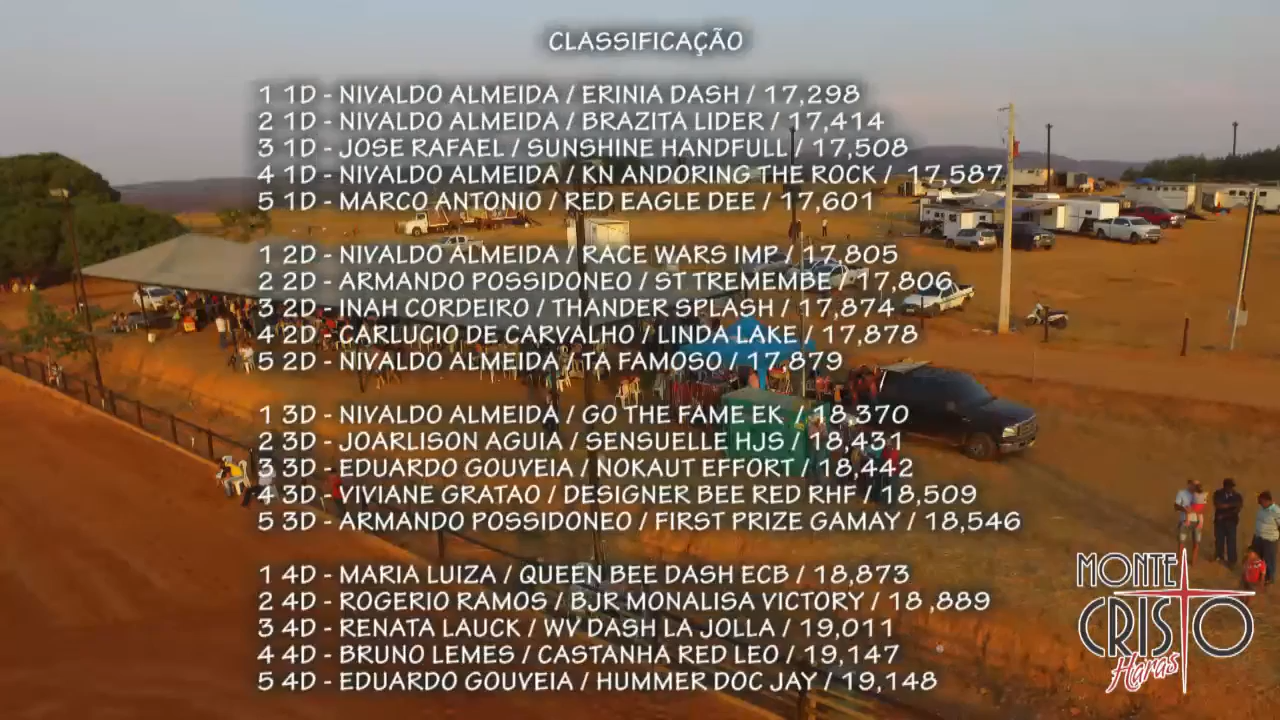 CLASSIFICAÇÃO
1 1D - NIVALDO ALMEIDA / ERINIA DASH / 17,298
2 1D - NIVALDO ALMEIDA / BRAZITA LIDER / 17,414
3 1D - JOSE RAFAEL / SUNSHINE HANDFULL / 17,508
4 1D - NIVALDO ALMEIDA / KN ANDORING THE ROCK / 17,587
5 1D - MARCO ANTONIO / RED EAGLE DEE / 17,601
1 2D - NIVALDO ALMEIDA / RACE WARS IMP / 17,805
2 2D - ARMANDO POSSIDONEO / ST TREMEMBE / 17,806
3 2D - INAH CORDEIRO / THANDER SPLASH / 17,874
4 2D - CARLUCIO DE CARVALHO / LINDA LAKE / 17,878
5 2D - NIVALDO ALMEIDA / TA FAMOSO / 17,879
/
1 3D - NIVALDO ALMEIDA / GO THE FAME EK / 18,370
2 3D - JOARLISON AGUIA / SENSUELLE HJS / 18,431
3 3D - EDUARDO GOUVEIA / NOKAUT EFFORT / 18,442
4 3D - VIVIANE GRATAO / DESIGNER BEE RED RHF / 18,509
5 3D - ARMANDO POSSIDONEO / FIRST PRIZE GAMAY / 18,546
1 4D - MARIA LUIZA / QUEEN BEE DASH ECB / 18,873
2 4D - ROGERIO RAMOS / BJR MONALISA VICTORY / 18 ,889
3 4D - RENATA LAUCK / WV DASH LA JOLLA / 19,011
4 4D - BRUNO LEMES / CASTANHA RED LEO / 19,147
5 4D - EDUARDO GOUVEIA / HUMMER DOC JAY / 19,148
MONTE
CRISTO
Haras